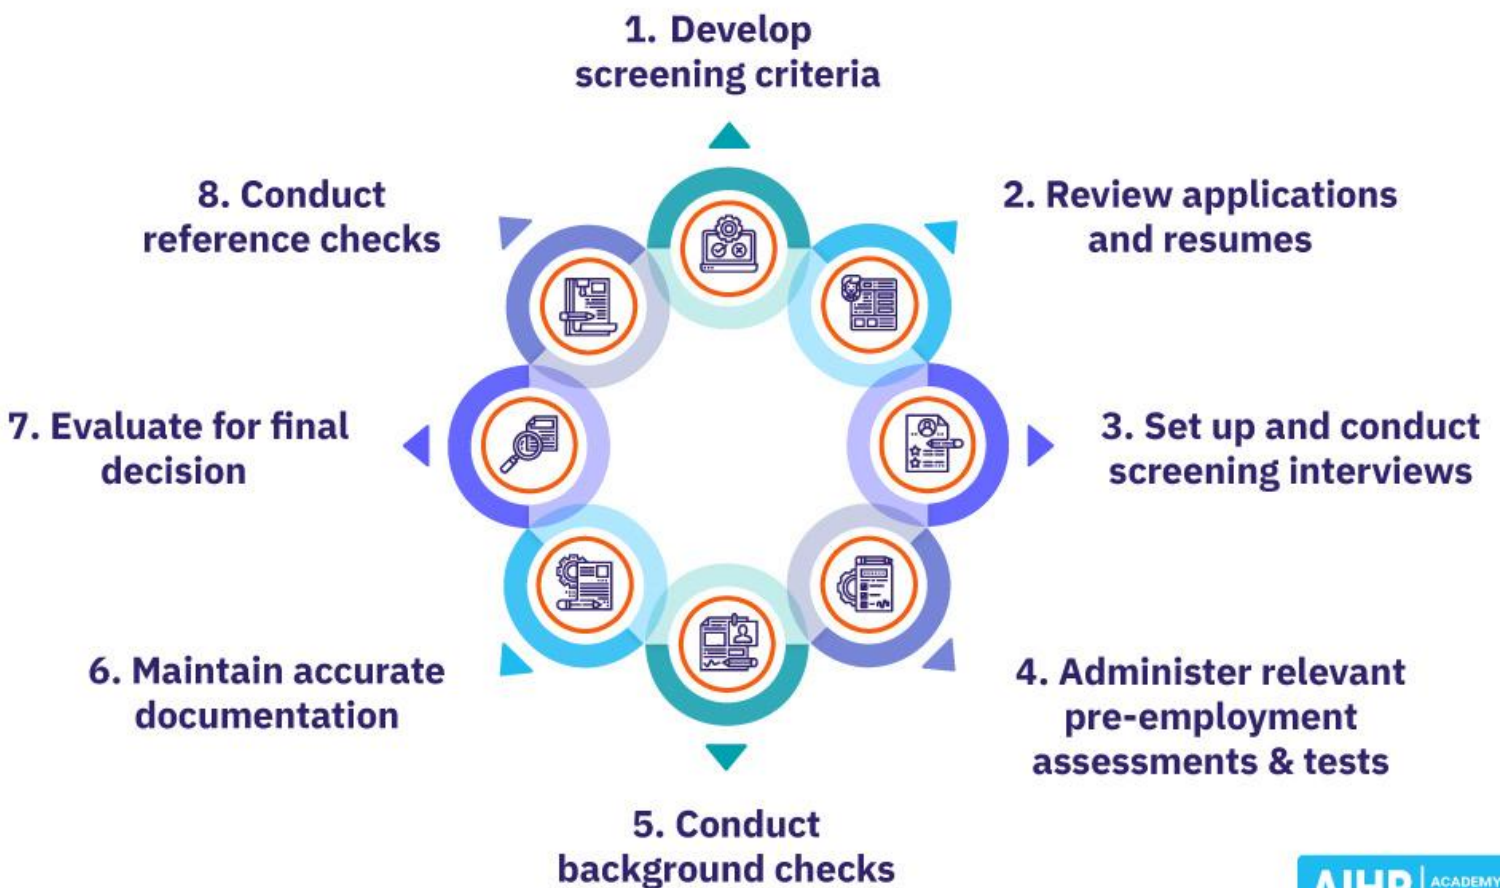 1. Develop
screening criteria
2. Review applications
and resumes
3. Set up and conduct
screening interviews
4. Administer relevant
pre-employment
assessments & tests
5. Conduct
background checks
6. Maintain accurate
documentation
7. Evaluate for final
decision
8. Conduct
reference checks
AIHR
ACADEMY